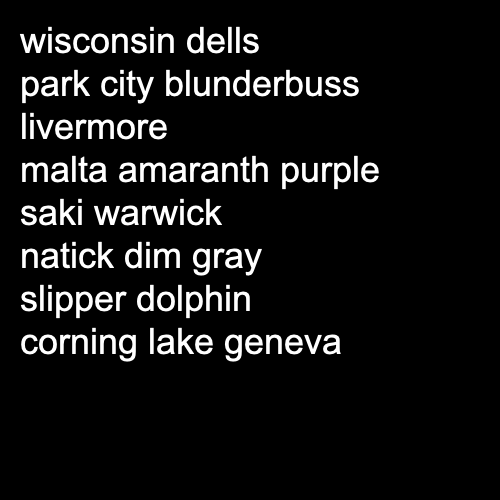 wisconsin dells
park city blunderbuss
livermore
malta amaranth purple
saki warwick
natick dim gray
slipper dolphin
corning lake geneva